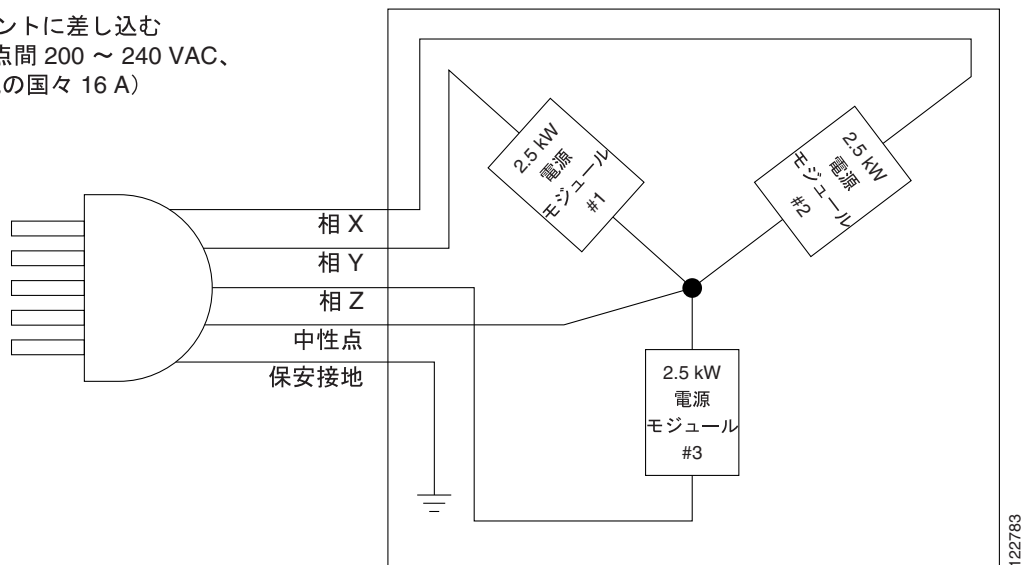 ントに差し込む
点間 200 ～ 240 VAC、
の国々 16 A）
相 X
相 Y
相 Z
中性点
保安接地
2.5 kW
電源
モジュール
#1
2.5 kW
電源
モジュール
#2
2.5 kW
電源
モジュール
#3
122783